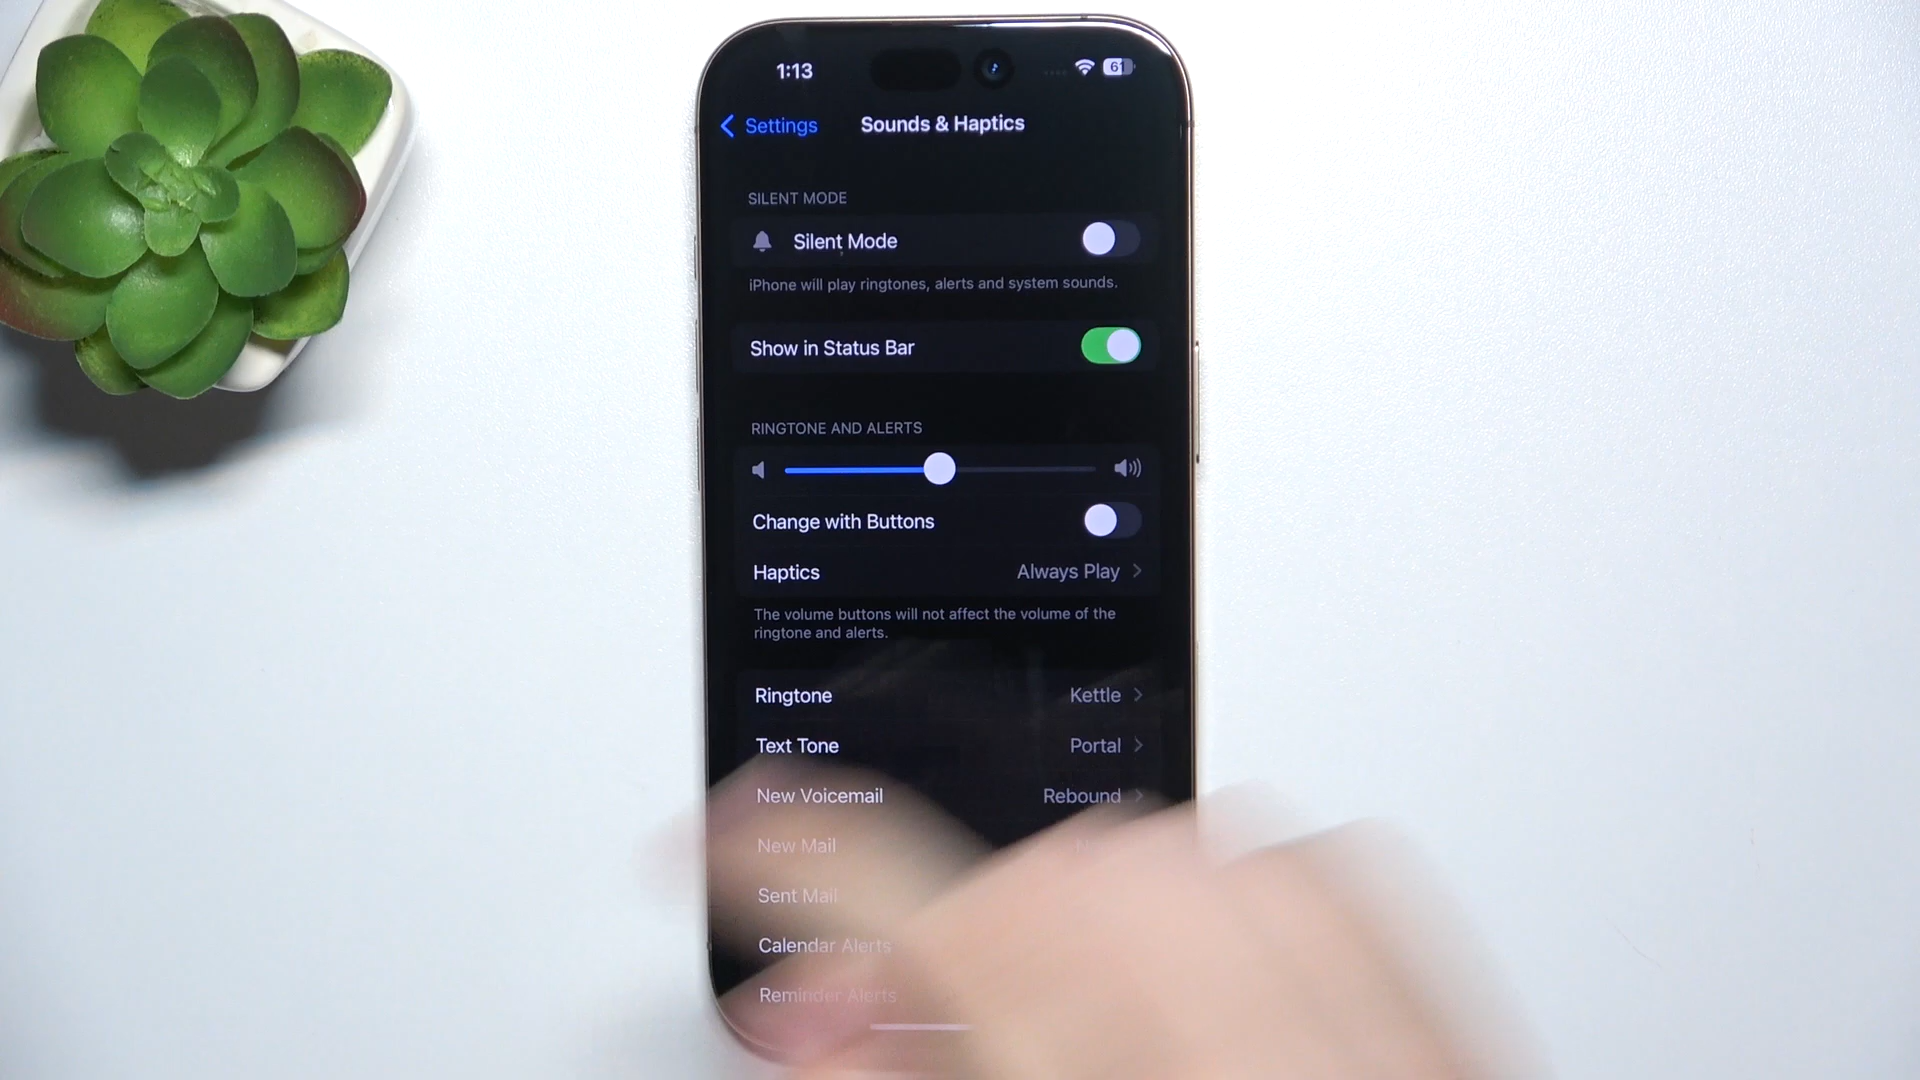 1:13
61
Settings
Sounds & Haptics
SILENT MODE
Silent Mode
iPhone will play ringtones, alerts and system sounds.
Show in Status Bar
RINGTONE AND ALERTS
Change with Buttons
Haptics Always Play
The volume buttons will not affect the volume of the
ringtone and alerts.
Ringtone Kettle
Text Tone Portal
New Voicemail Rebound
New Mail
Sent Mail
Calendar Alerts
Reminder Alerts